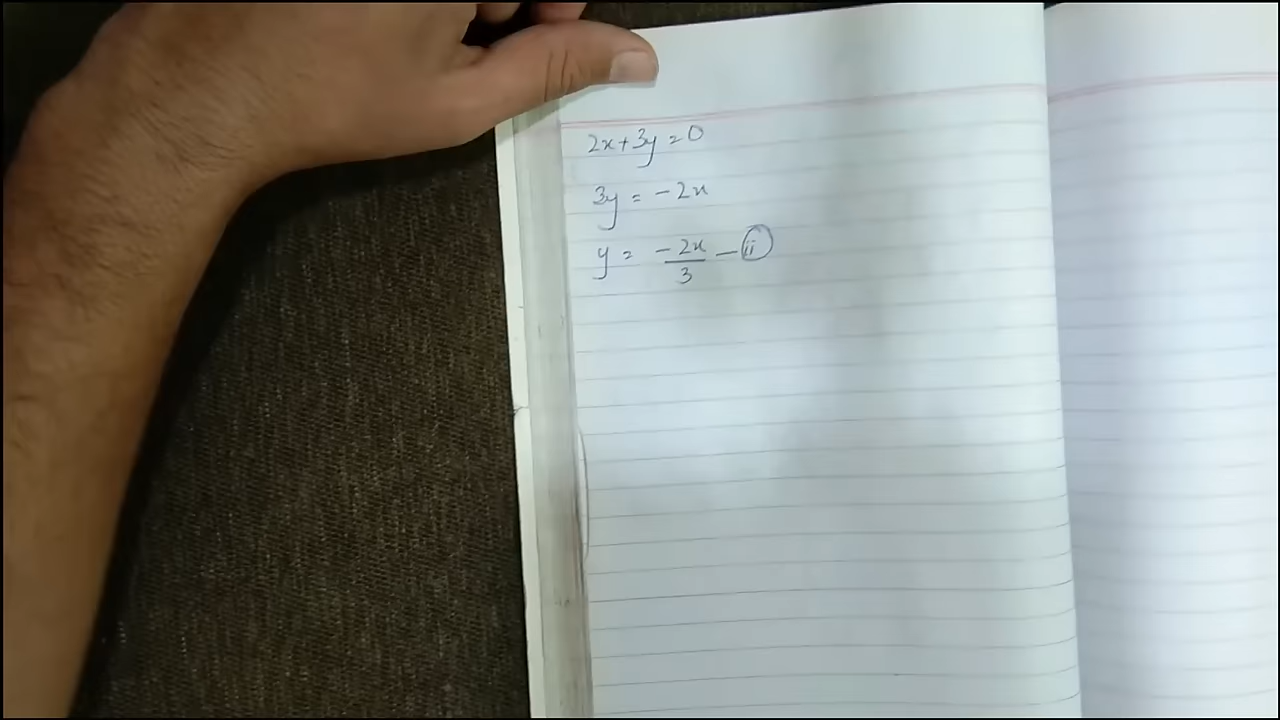 2x+3y=0
3y = -2x
y = -2x/3 - ii